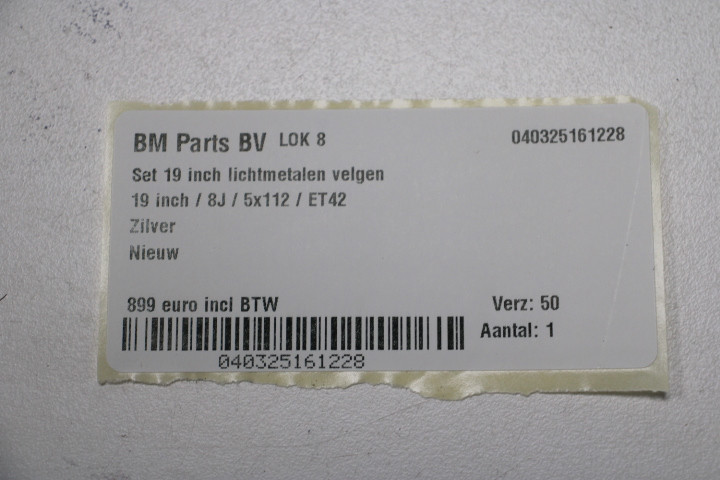 BM Parts BV LOK 8 040325161228
Set 19 inch lichtmetalen velgen
19 inch / 8J / 5x112 / ET42
Zilver
Nieuw
899 euro incl BTW Verz: 50
Aantal: 1
040325161228